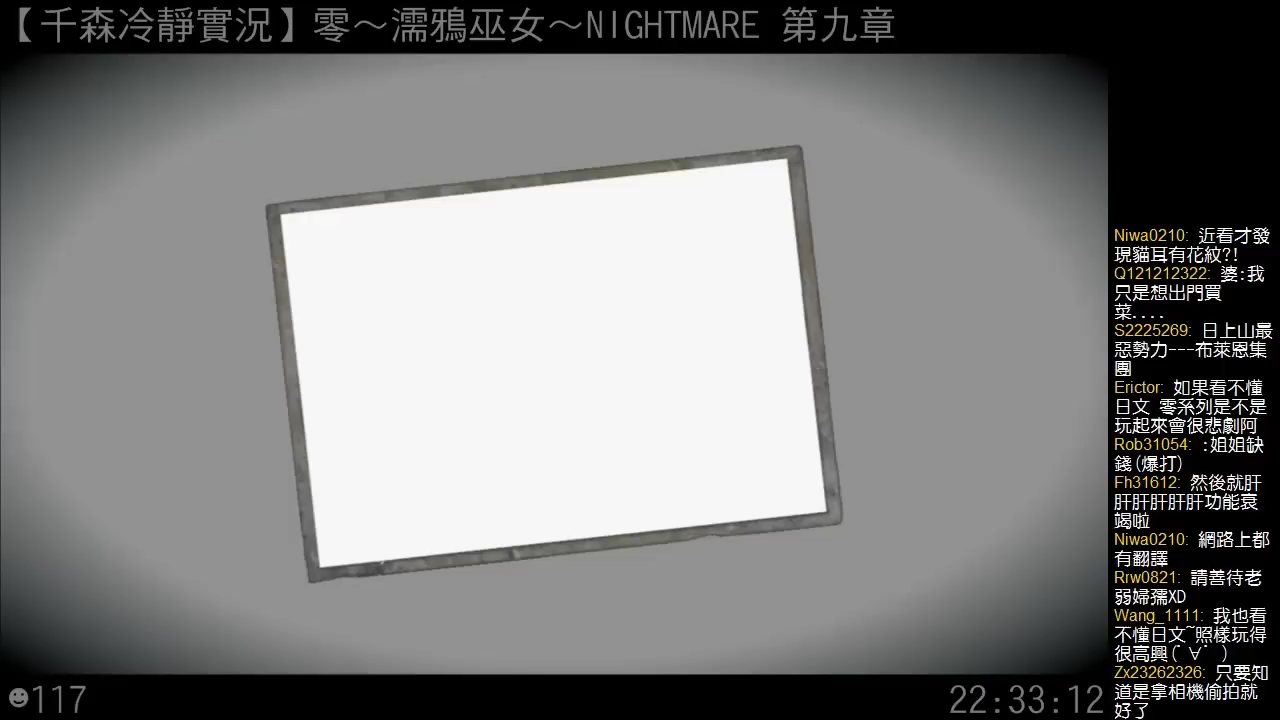 【千森冷靜實況】零～濡鴉巫女～NIGHTMARE 第九章
Niwa0210: 近看才發
現貓耳有花紋?!
Q121212322: 婆:我
只是想出門買
菜....
S2225269: 日上山最
惡勢力---布萊恩集
團
Erictor: 如果看不懂
日文 零系列是不是
玩起來會很悲劇阿
Rob31054: :姐姐缺
錢(爆打)
Fh31612: 然後就肝
肝肝肝肝肝功能衰
竭啦
Niwa0210: 網路上都
有翻譯
Rrw0821: 請善待老
弱婦孺XD
Wang_1111: 我也看
不懂日文~照樣玩得
很高興(ˊ∀ˋ)
Zx23262326: 只要知
道是拿相機偷拍就
好了
117
22:33:12